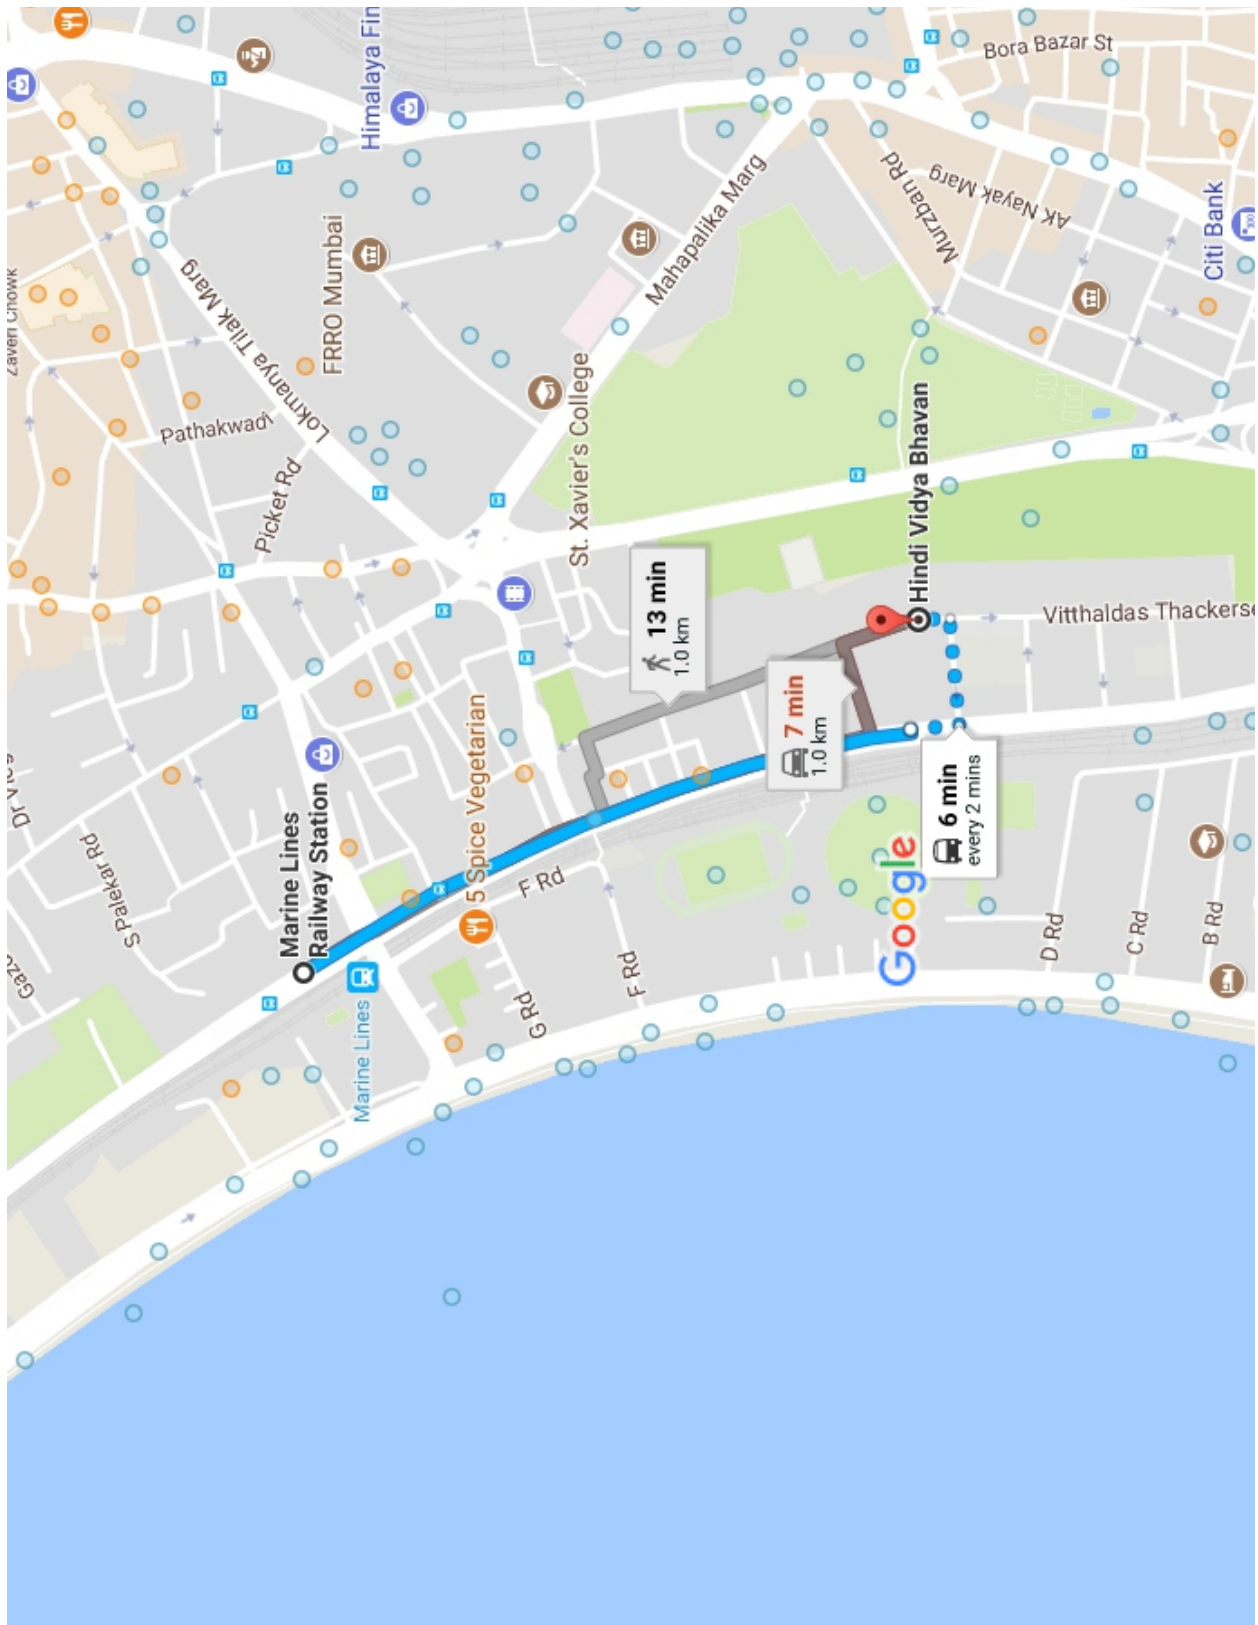 Himalaya Fin
Bora Bazar St
Mahapalika Marg
Murzban Rd
AK Nayak Marg
Citi Bank
Lokmanya Tilak Marg
FRRO Mumbai
Pathakwadi
Picket Rd
St. Xavier's College
Hindi Vidya Bhavan
Vitthaldas Thackerse
13 min
1.0 km
7 min
1.0 km
6 min
every 2 mins
5 Spice Vegetarian
Marine Lines
Railway Station
Marine Lines
S Palekar Rd
F Rd
F Rd
G Rd
Google
D Rd
C Rd
B Rd